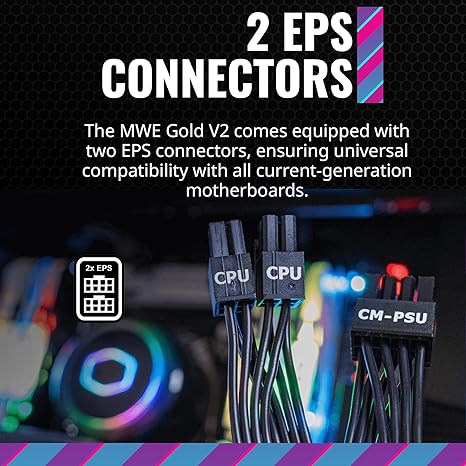 2 EPS
CONNECTORS
The MWE Gold V2 comes equipped with
two EPS connectors, ensuring universal
compatibility with all current-generation
motherboards.
2x EPS
CPU
CPU
CM-PSU